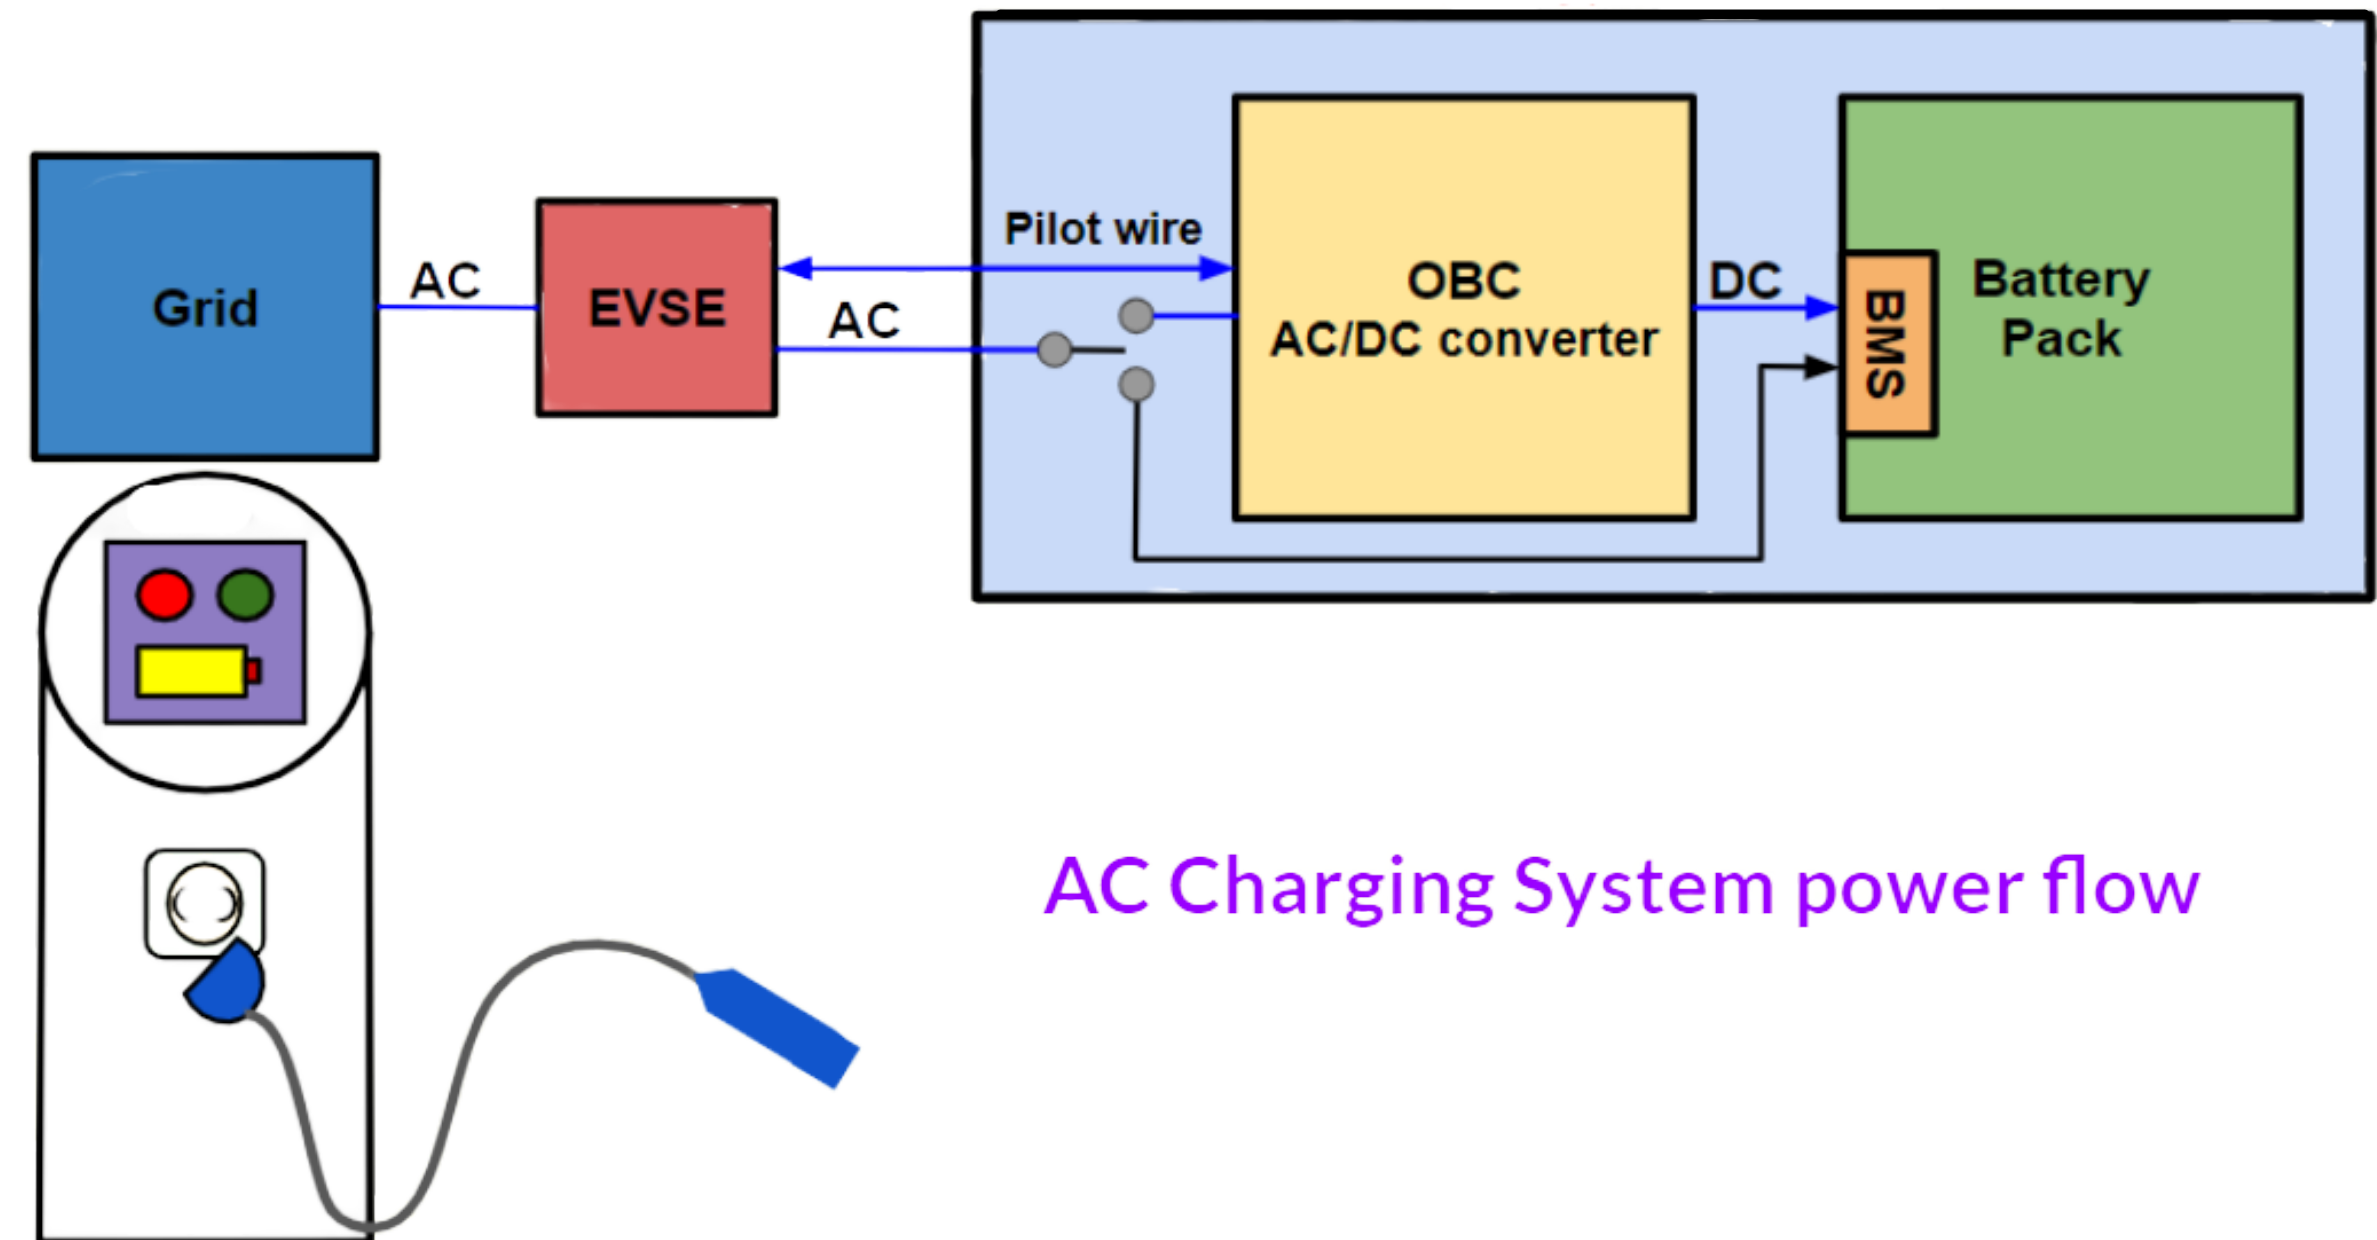 Grid
AC
EVSE
Pilot wire
AC
OBC
AC/DC converter
DC
BMS
Battery
Pack
AC Charging System power flow